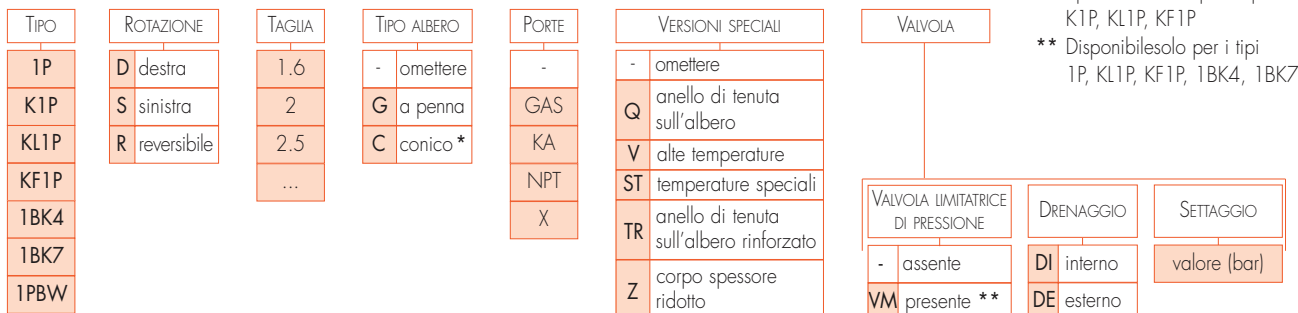 TIPO
1P
K1P
KL1P
KF1P
1BK4
1BK7
1PBW
ROTAZIONE
D destra
S sinistra
R reversibile
TAGLIA
1.6
2
2.5
...
TIPO ALBERO
- omettere
G a penna
C conico *
PORTE
-
GAS
KA
NPT
X
VERSIONI SPECIALI
- omettere
Q anello di tenuta
sull'albero
V alte temperature
ST temperature speciali
TR anello di tenuta
sull'albero rinforzato
Z corpo spessore
ridotto
VALVOLA
VALVOLA LIMITATRICE
DI PRESSIONE
- assente
VM presente **
DRENAGGIO
DI interno
DE esterno
SETTAGGIO
valore (bar)
K1P, KL1P, KF1P
** Disponibilesolo per i tipi
1P, KL1P, KF1P, 1BK4, 1BK7